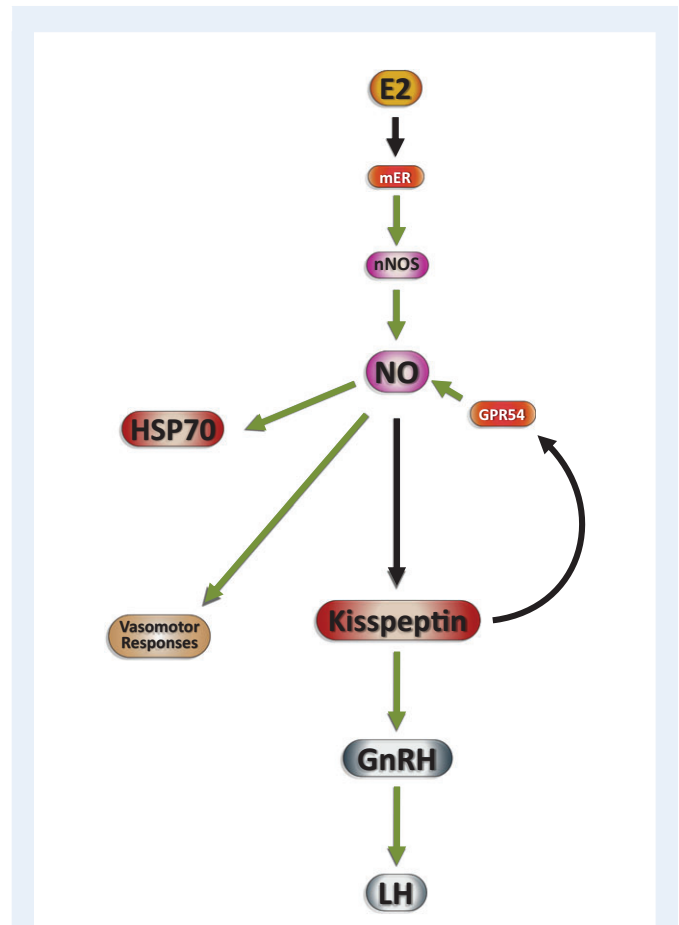 E2
mER
nNOS
NO
GPR54
HSP70
Kisspeptin
Vasomotor
Responses
GnRH
LH